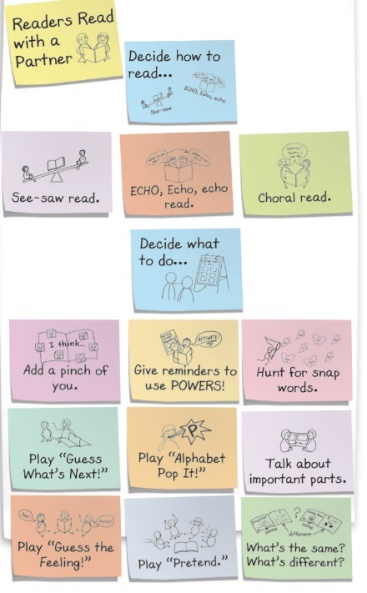 Readers Read
with a
Partner
Decide how to
read...
See-saw
ECHO, Echo, echo
See-saw read.
ECHO, Echo, echo
read.
Choral read.
Decide what
to do...
I think...
Add a pinch of
you.
Give reminders to
use POWERS!
Hunt for snap
words.
Play “Guess
What’s Next!”
P
Play “Alphabet
Pop It!”
Talk about
important parts.
Play “Guess the
Feeling!”
Play “Pretend.”
different
What’s the same?
What’s different?